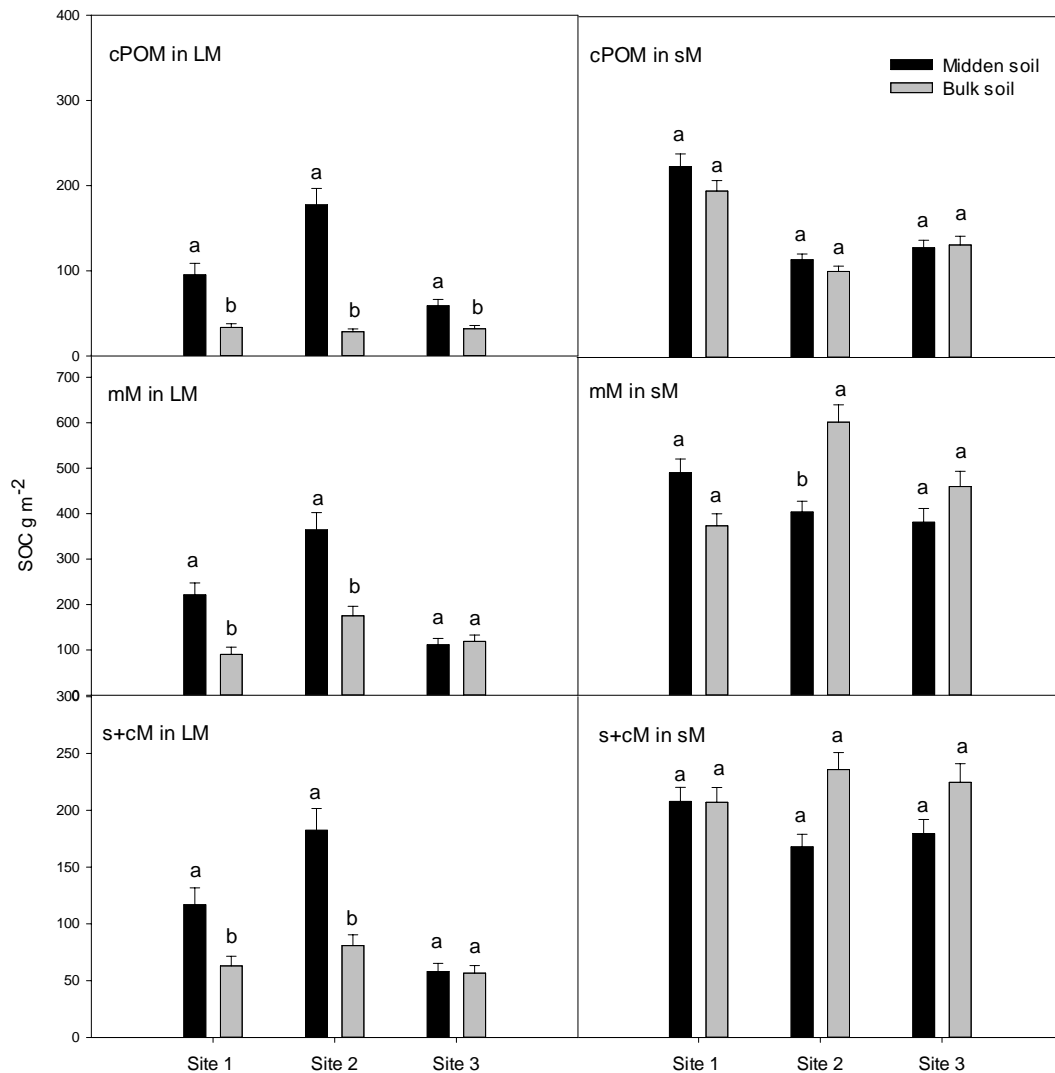 400
300
200
100
0
cPOM in LM
a
b
a
b
a
b
cPOM in sM
Midden soil
Bulk soil
a
a
a
a
a
a
SOC g m-2
700
600
500
400
300
200
100
0
mM in LM
a
b
a
b
a
a
mM in sM
a
a
b
a
a
a
300
250
200
150
100
50
0
s+cM in LM
a
b
a
b
a
a
s+cM in sM
a
a
a
a
a
a
Site 1 Site 2 Site 3
Site 1 Site 2 Site 3